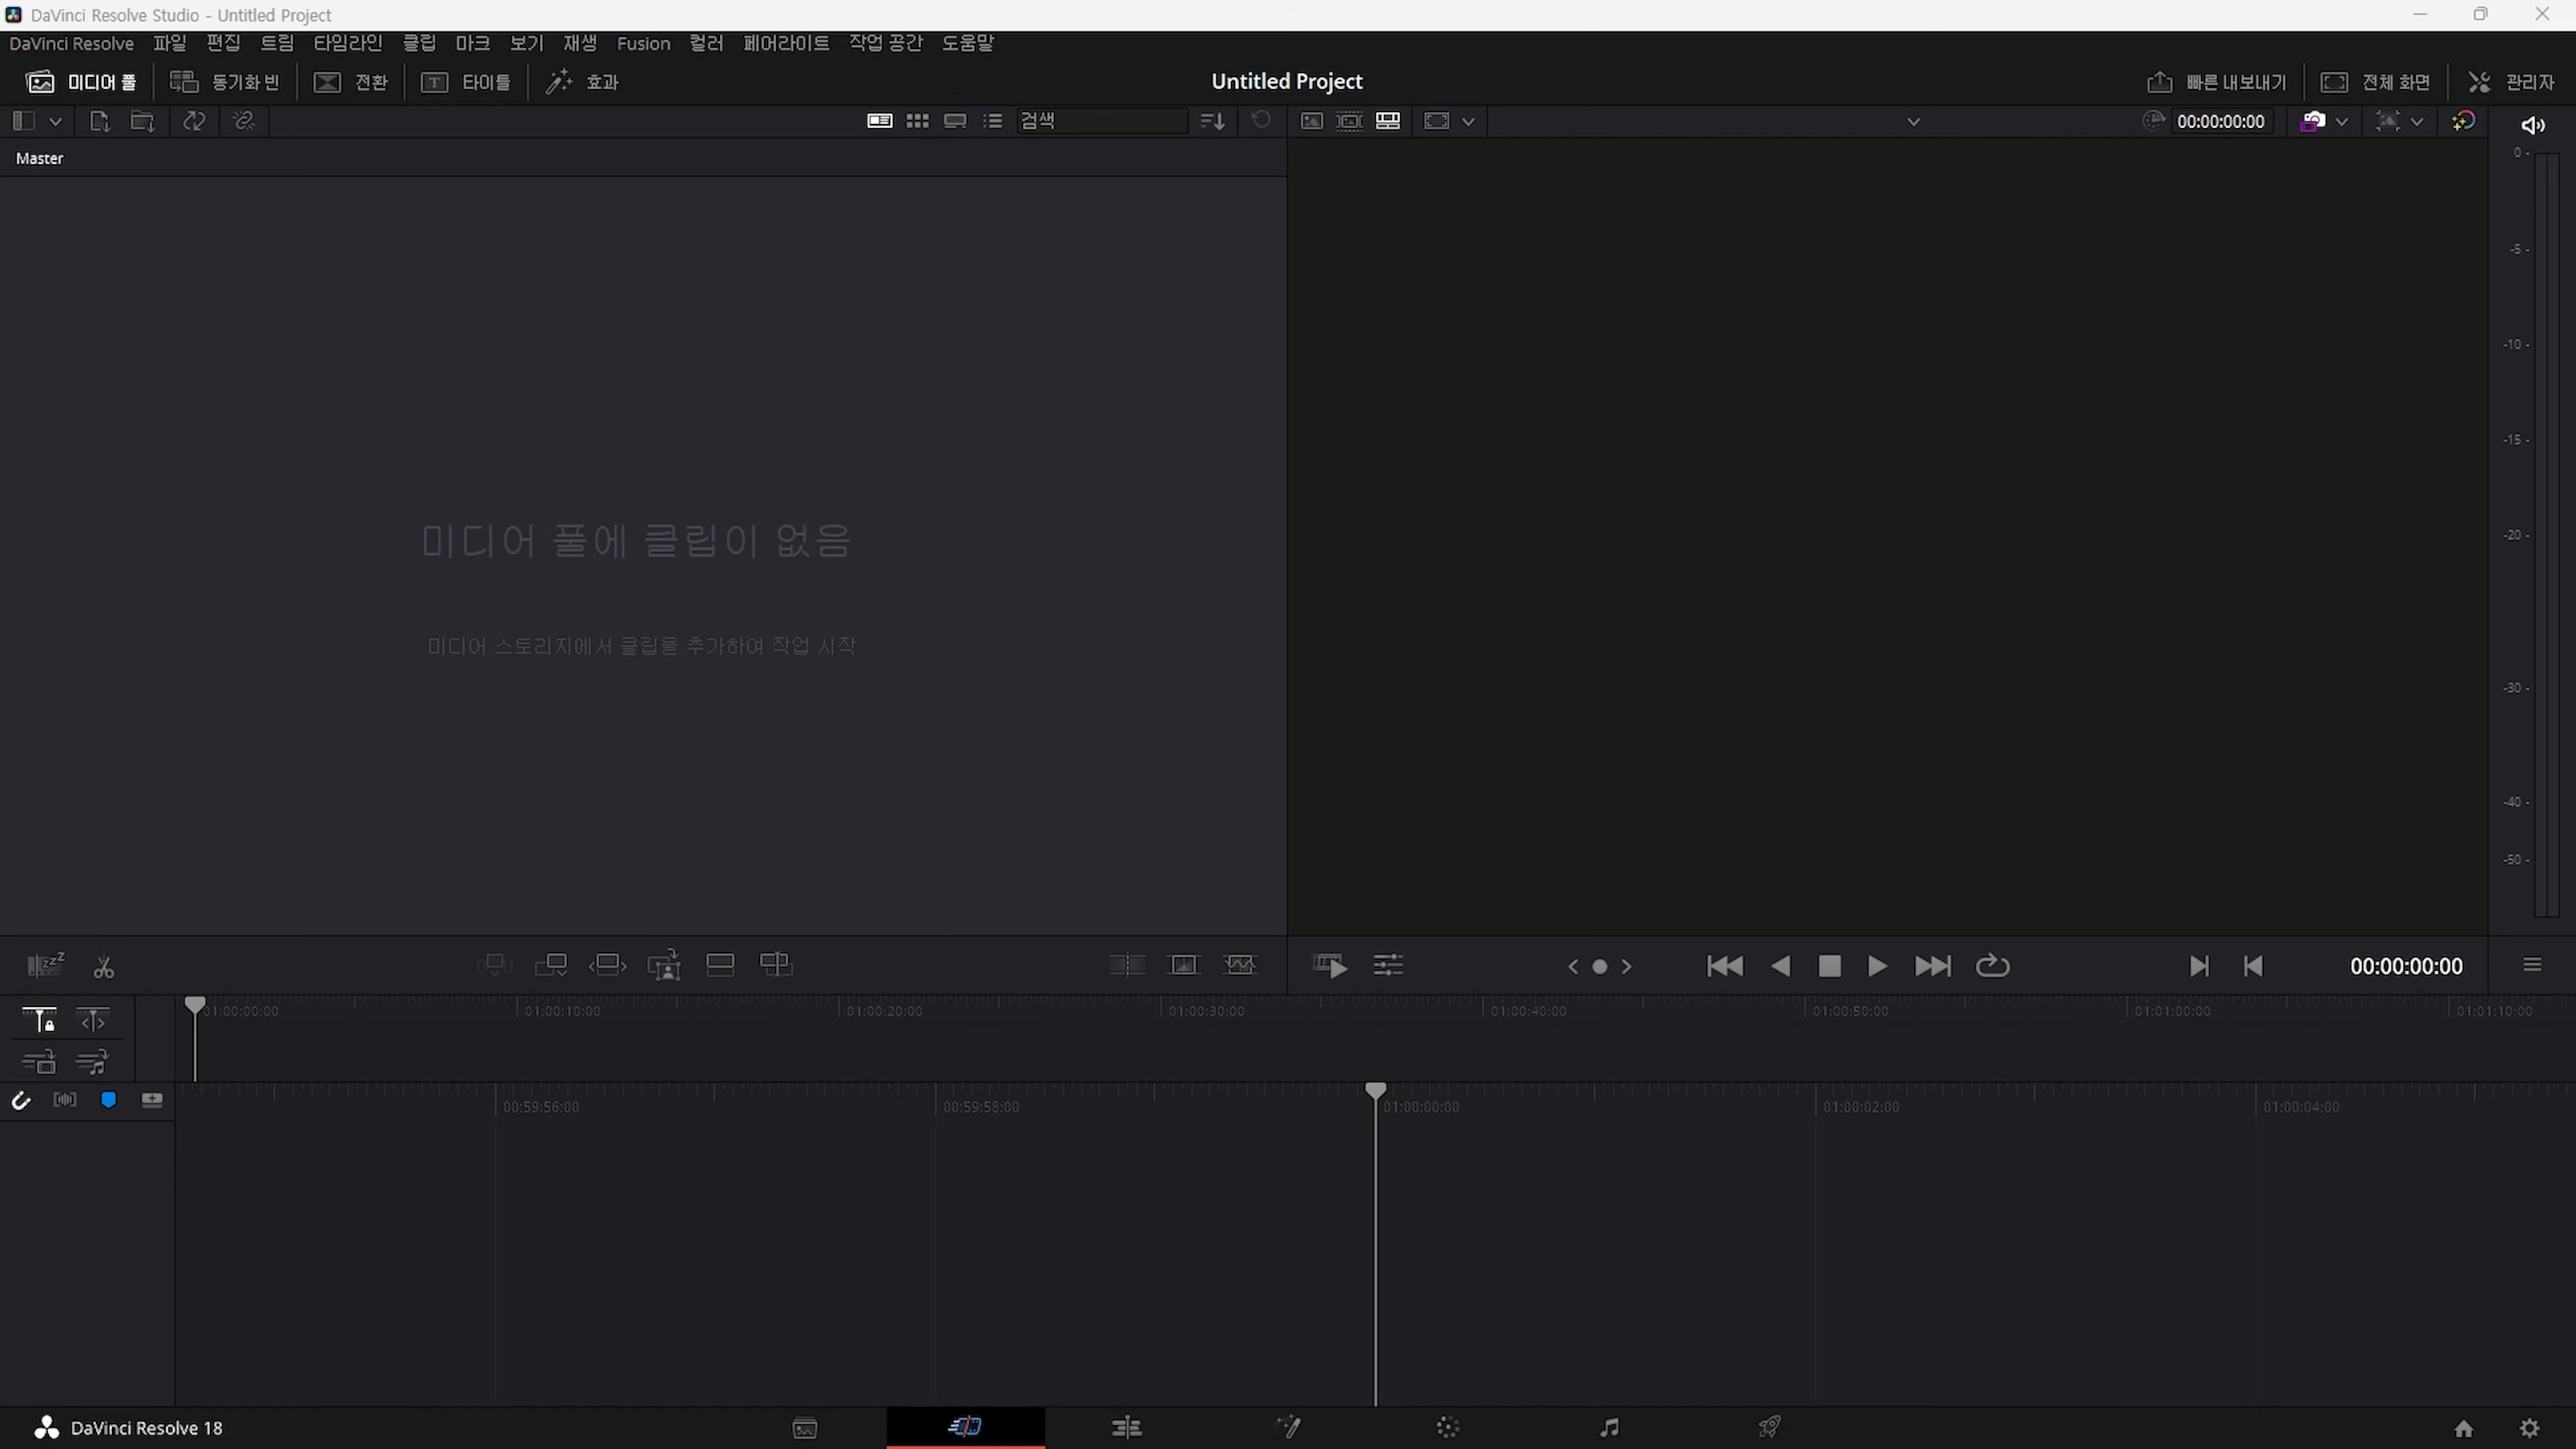 DaVinci Resolve Studio - Untitled Project
DaVinci Resolve 파일 편집 트림 타임라인 클립 마크 보기 재생 Fusion 컬러 페어라이트 작업 공간 도움말
미디어 풀 동기화 빈 전환 타이틀 효과 Untitled Project 빠른 내보내기 전체 화면 관리자
검색 00:00:00:00
Master
0
-5
-10
-15
-20
-30
-40
-50
미디어 풀에 클립이 없음
미디어 스토리지에서 클립을 추가하여 작업 시작
00:00:00:00
01:00:00:00 01:00:10:00 01:00:20:00 01:00:30:00 01:00:40:00 01:00:50:00 01:01:00:00 01:01:10:00
00:59:56:00 00:59:58:00 01:00:00:00 01:00:02:00 01:00:04:00
DaVinci Resolve 18